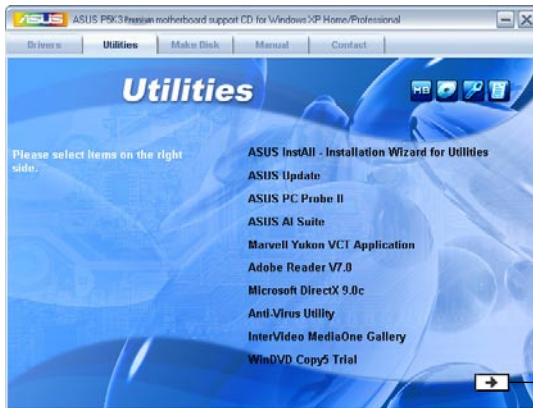 ASUS ASUS P5K3 Premium motherboard support CD for Windows XP Home/Professional
Drivers Utilities Make Disk Manual Contact
Utilities
MB
Please select items on the right
side.
ASUS InstAll - Installation Wizard for Utilities
ASUS Update
ASUS PC Probe II
ASUS AI Suite
Marvell Yukon VCT Application
Adobe Reader V7.0
Microsoft DirectX 9.0c
Anti-Virus Utility
InterVideo MediaOne Gallery
WinDVD Copy5 Trial